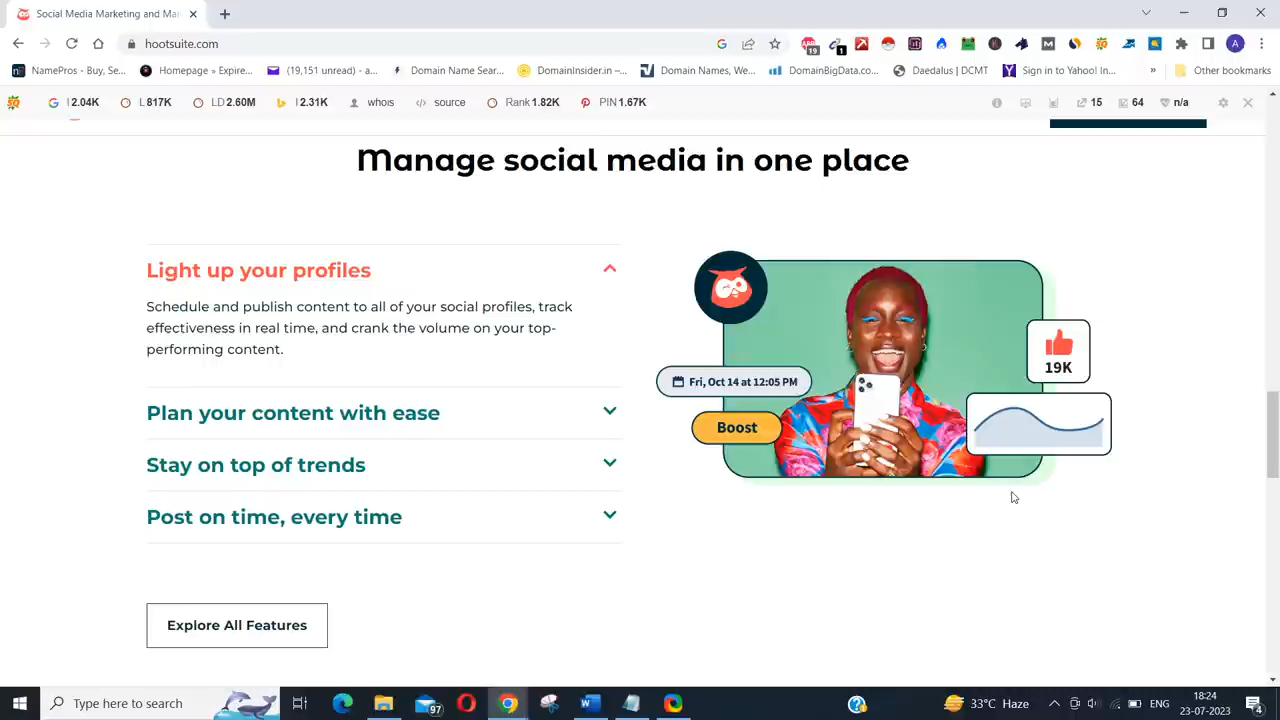 Social Media Marketing and Mar
hootsuite.com
19
1
A
NamePros - Buy, Se...
Homepage » Expire...
(19,151 unread) - a...
Domain Name Sear...
DomainInsider.in –...
Domain Names, We...
DomainBigData.co...
Daedalus | DCMT
Sign in to Yahoo! In...
»
Other bookmarks
I 2.04K
L 817K
LD 2.60M
I 2.31K
whois
source
Rank 1.82K
PIN 1.67K
15
64
n/a
Manage social media in one place
Light up your profiles
Schedule and publish content to all of your social profiles, track
effectiveness in real time, and crank the volume on your top-
performing content.
Plan your content with ease
Stay on top of trends
Post on time, every time
Explore All Features
Fri, Oct 14 at 12:05 PM
Boost
19K
Type here to search
97
33°C Haze
ENG
18:24
23-07-2023
4